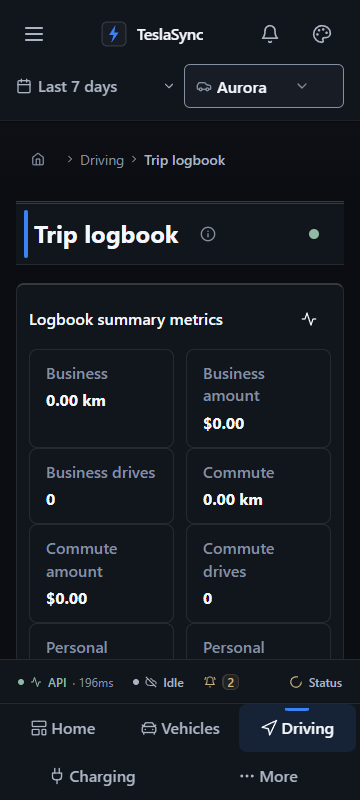 TeslaSync
Last 7 days
Aurora
Driving
Trip logbook
Trip logbook
Logbook summary metrics
Business
0.00 km
Business
amount
$0.00
Business drives
0
Commute
0.00 km
Commute
amount
$0.00
Commute
drives
0
Personal
Personal
API · 196ms
Idle
2
Status
Home
Vehicles
Driving
Charging
More